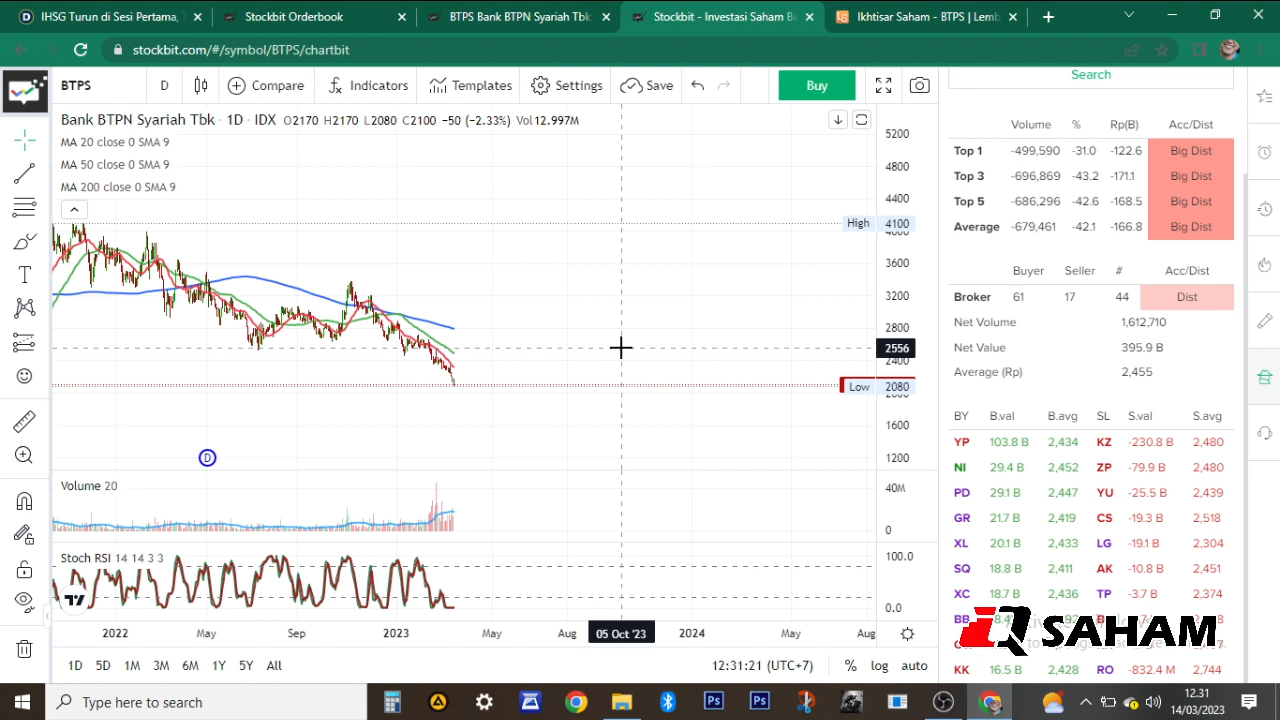 IHSG Turun di Sesi Pertama,
Stockbit Orderbook
BTPS Bank BTPN Syariah Tbk
Stockbit - Investasi Saham Be
Ikhtisar Saham - BTPS | Lemb
stockbit.com/#/symbol/BTPS/chartbit
BTPS D Compare Indicators Templates Settings Save Buy
Search
Bank BTPN Syariah Tbk · 1D · IDX O2170 H2170 L2080 C2100 -50 (-2.33%) Vol12.997M
MA 20 close 0 SMA 9
MA 50 close 0 SMA 9
MA 200 close 0 SMA 9
5200
4800
4400
High 4100
4000
3600
3200
2800
2556
2400
Low 2080
2000
1600
1200
D
Volume 20
40M
0
Stoch RSI 14 14 3 3
100.0
0.0
2022 May Sep 2023 May Aug 05 Oct '23 2024 May Aug
1D 5D 1M 3M 6M 1Y 5Y All
12:31:21 (UTC+7) % log auto
Volume % Rp(B) Acc/Dist
Top 1 -499,590 -31.0 -122.6 Big Dist
Top 3 -696,869 -43.2 -171.1 Big Dist
Top 5 -686,296 -42.6 -168.5 Big Dist
Average -679,461 -42.1 -166.8 Big Dist
Buyer Seller # Acc/Dist
Broker 61 17 44 Dist
Net Volume 1,612,710
Net Value 395.9 B
Average (Rp) 2,455
BY B.val B.avg SL S.val S.avg
YP 103.8 B 2,434 KZ -230.8 B 2,480
NI 29.4 B 2,452 ZP -79.9 B 2,480
PD 29.1 B 2,447 YU -25.5 B 2,439
GR 21.7 B 2,419 CS -19.3 B 2,518
XL 20.1 B 2,433 LG -19.1 B 2,304
SQ 18.8 B 2,411 AK -10.8 B 2,451
XC 18.7 B 2,436 TP -3.7 B 2,374
BB
KK 16.5 B 2,428 RO -832.4 M 2,744
IQ SAHAM
Type here to search
12.31
14/03/2023